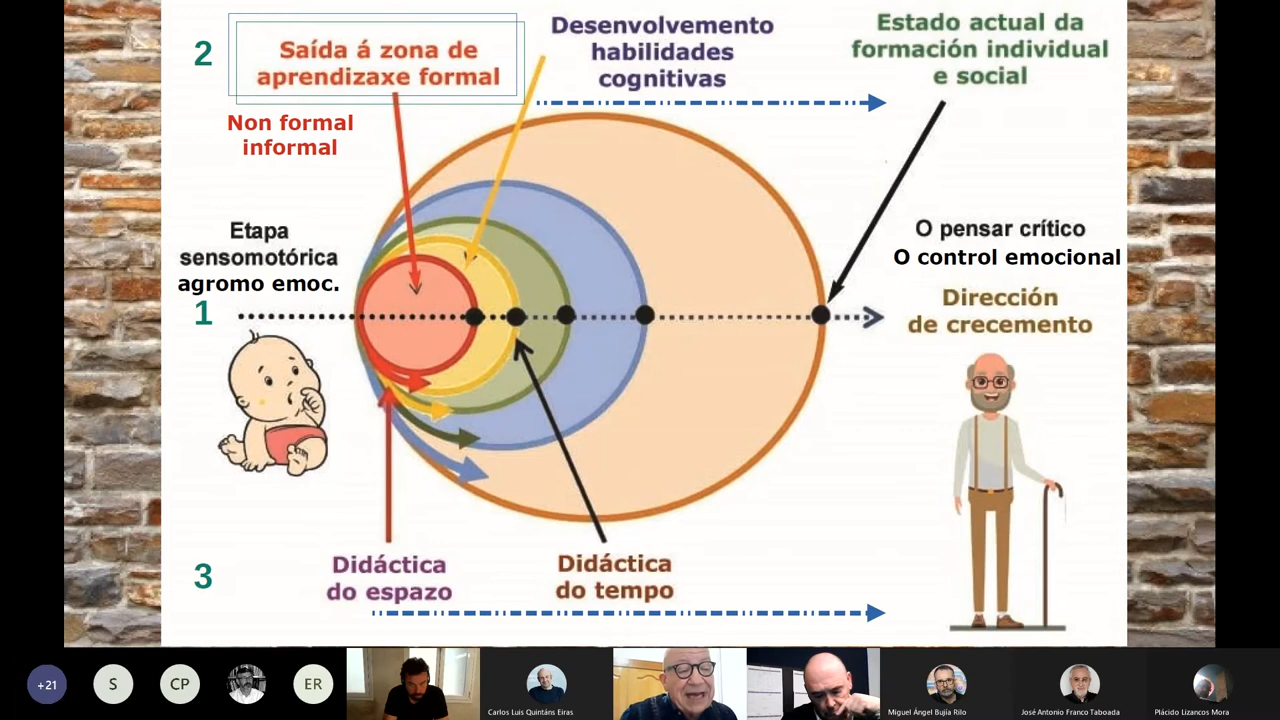 2
Saída á zona de
aprendizaxe formal
Non formal
informal
Desenvolvemento
habilidades
cognitivas
Estado actual da
formación individual
e social
Etapa
sensomotórica
agromo emoc.
1
O pensar crítico
O control emocional
Dirección
de crecemento
3
Didáctica
do espazo
Didáctica
do tempo
+21
S
CP
ER
Carlos Luis Quintáns Eiras
Miguel Ángel Bujía Rilo
José Antonio Franco Taboada
Plácido Lizancos Mora